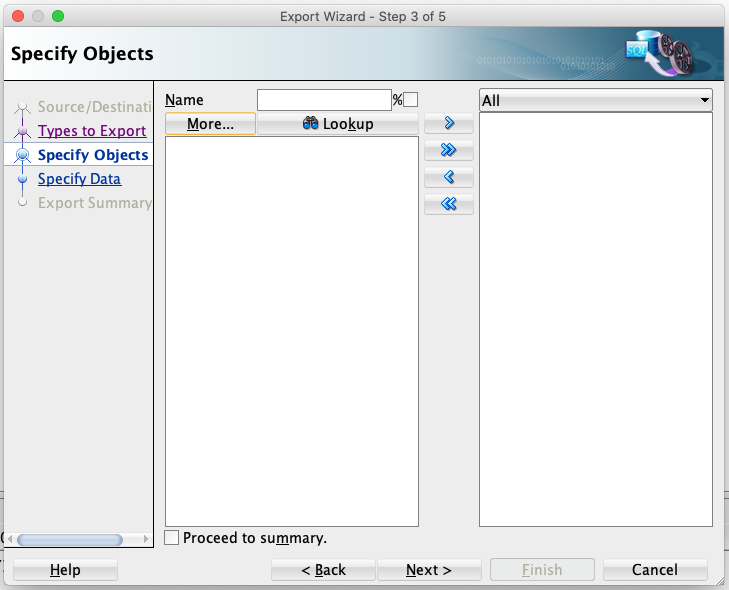 Export Wizard - Step 3 of 5
Specify Objects
SQL
Source/Destinati
Types to Export
Specify Objects
Specify Data
Export Summary
Name
%
All
More...
Lookup
Proceed to summary.
Help
< Back
Next >
Finish
Cancel